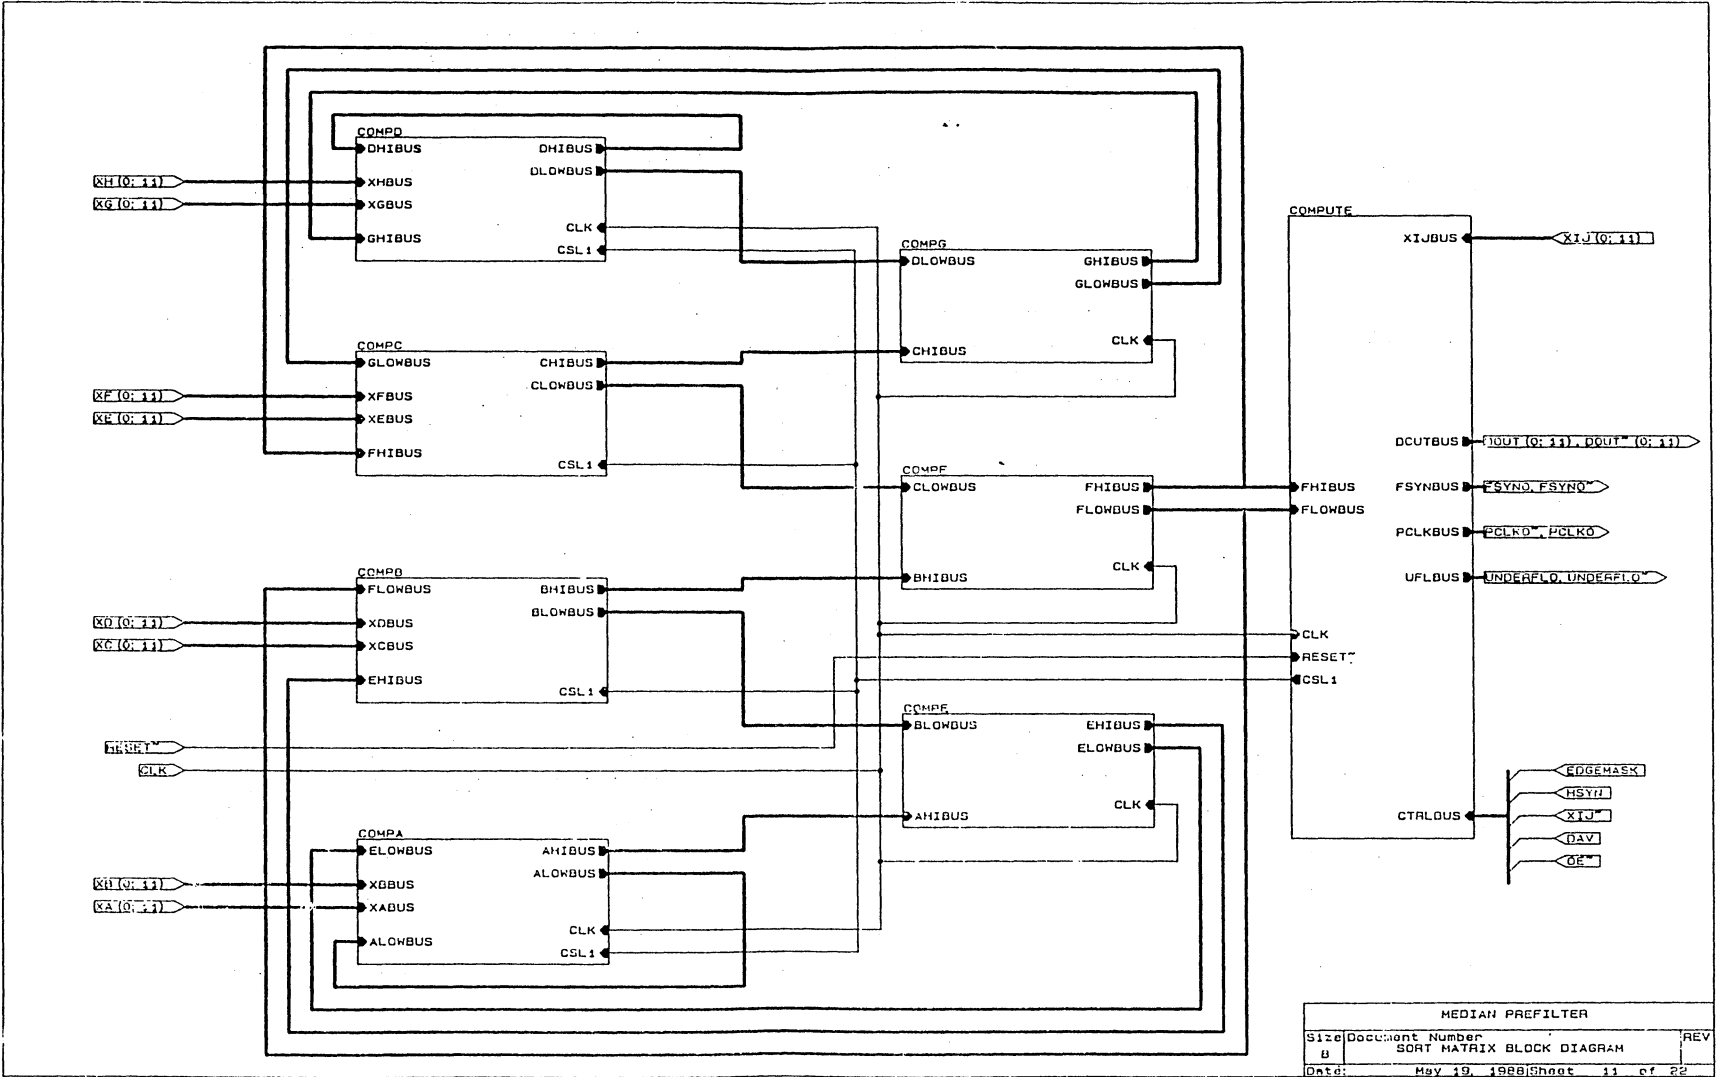 COMPD
DHIBUS DHIBUS
DLOWBUS
XH(0:11) XHBUS
XG(0:11) XGBUS
CLK
GHIBUS
CSL1
COMPUTE
XIJBUS XIJ(0:11)
COMPG
DLOWBUS GHIBUS
GLOWBUS
CLK
CHIBUS
COMPC
GLOWBUS CHIBUS
CLOWBUS
XF(0:11) XFBUS
XE(0:11) XEBUS
FHIBUS
CSL1
DOUT(0:11), DOUT~(0:11)
COMPF
CLOWBUS FHIBUS
FLOWBUS
CLK
BHIBUS
FHIBUS FSYNBUS FSYNO, FSYNO~
FLOWBUS
PCLKBUS PCLKO~, PCLKO
UFLBUS UNDERFLO, UNDERFLO~
CLK
RESET~
CSL1
COMPB
FLOWBUS BHIBUS
BLOWBUS
XD(0:11) XDBUS
XC(0:11) XCBUS
EHIBUS
CSL1
COMPE
BLOWBUS EHIBUS
ELOWBUS
CLK
AHIBUS
RESET~
CLK
EDGEMASK
HSYN
CTRLBUS XIJ~
DAV
OE~
COMPA
ELOWBUS AHIBUS
ALOWBUS
XB(0:11) XBBUS
XA(0:11) XABUS
CLK
ALOWBUS
CSL1
MEDIAN PREFILTER
Size Document Number REV
B SORT MATRIX BLOCK DIAGRAM
Date: May 19, 1988 Sheet 11 of 22